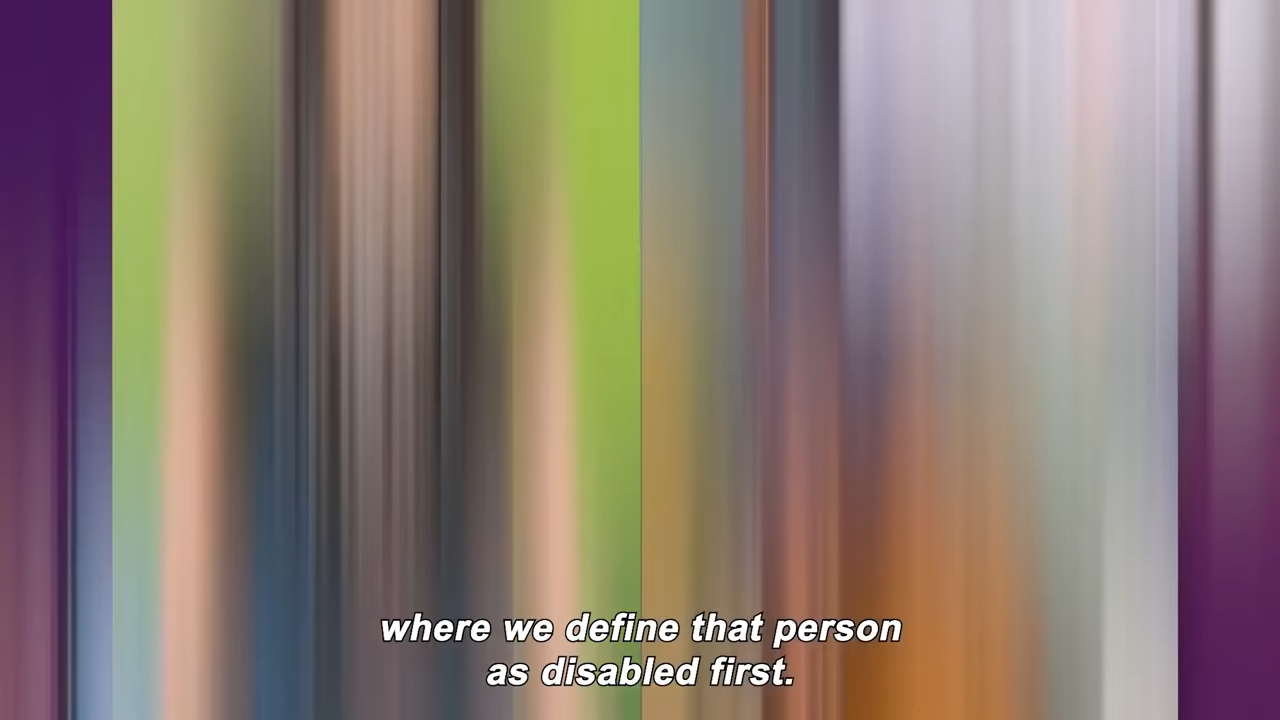 where we define that person
as disabled first.